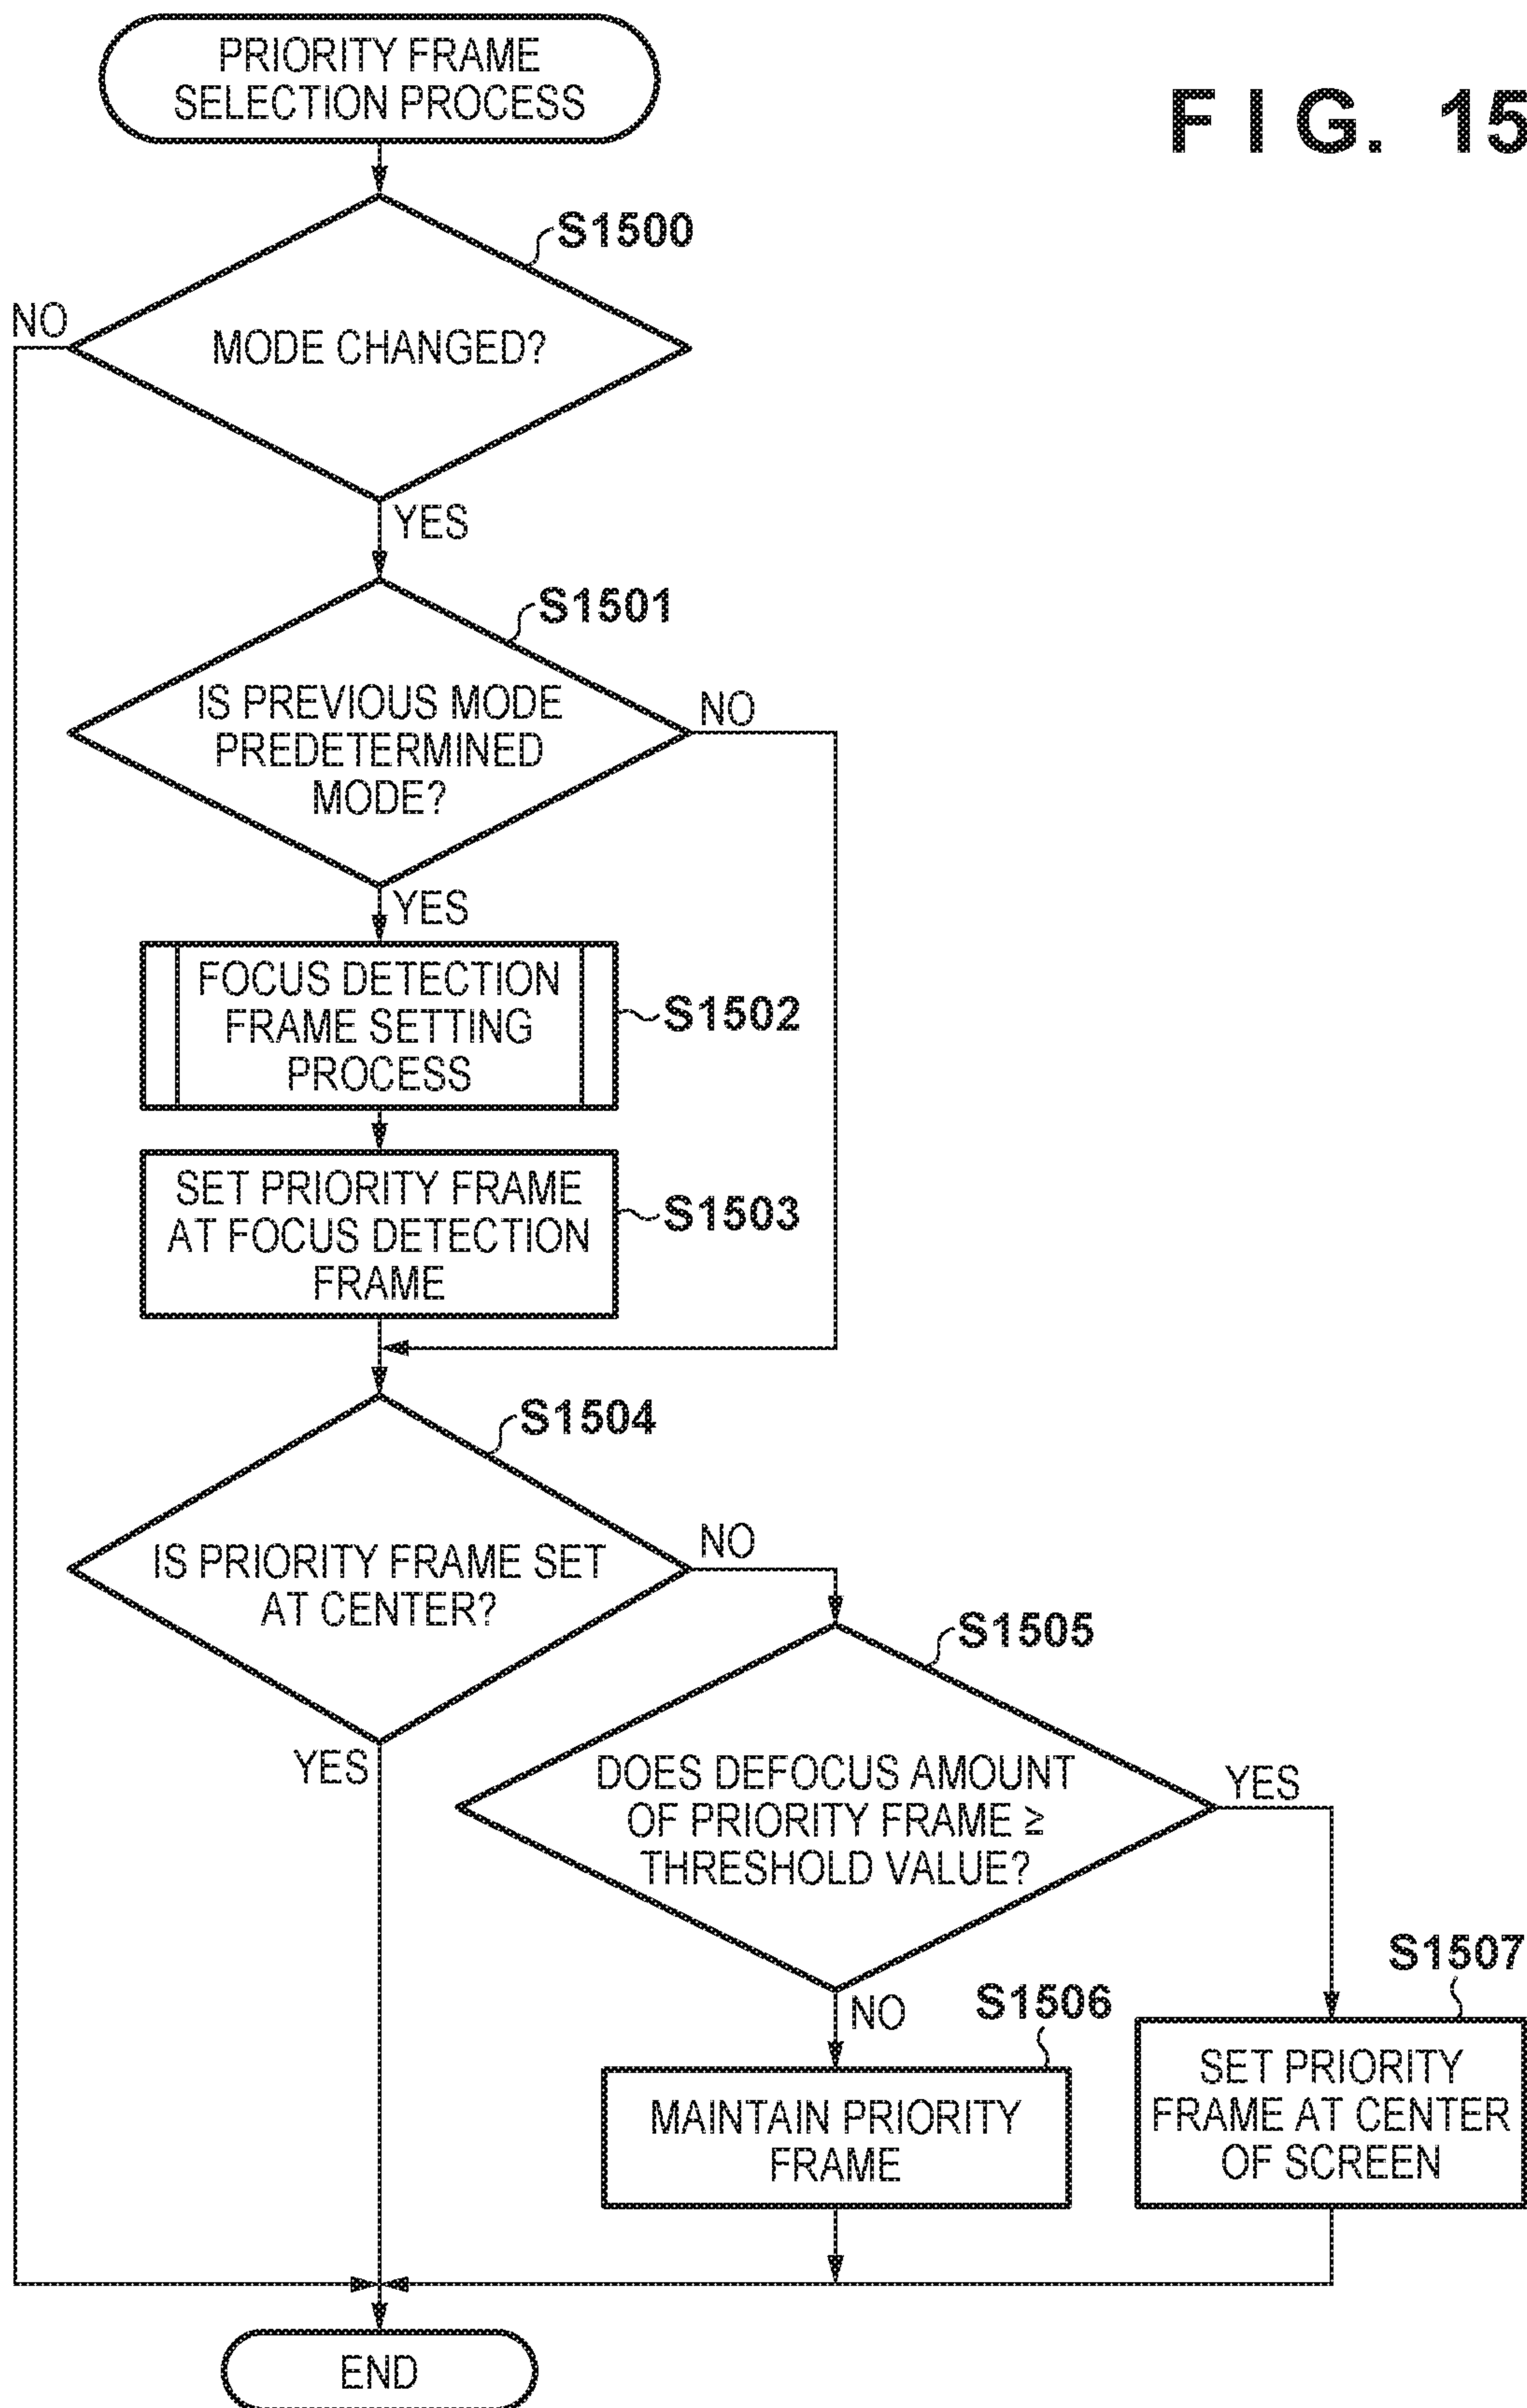 PRIORITY FRAME
SELECTION PROCESS
F I G. 15
S1500
NO
MODE CHANGED?
YES
S1501
IS PREVIOUS MODE
PREDETERMINED
MODE?
NO
YES
FOCUS DETECTION
FRAME SETTING
PROCESS
S1502
SET PRIORITY FRAME
AT FOCUS DETECTION
FRAME
S1503
S1504
IS PRIORITY FRAME SET
AT CENTER?
NO
YES
S1505
DOES DEFOCUS AMOUNT
OF PRIORITY FRAME ≥
THRESHOLD VALUE?
YES
NO
S1506
MAINTAIN PRIORITY
FRAME
S1507
SET PRIORITY
FRAME AT CENTER
OF SCREEN
END